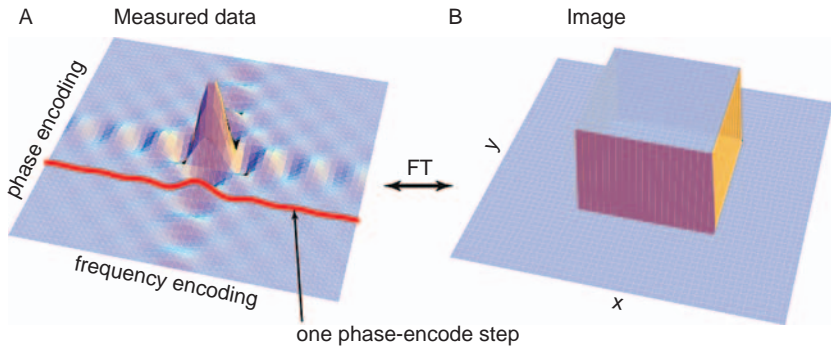 A Measured data
B Image
phase encoding
frequency encoding
one phase-encode step
FT
y
x